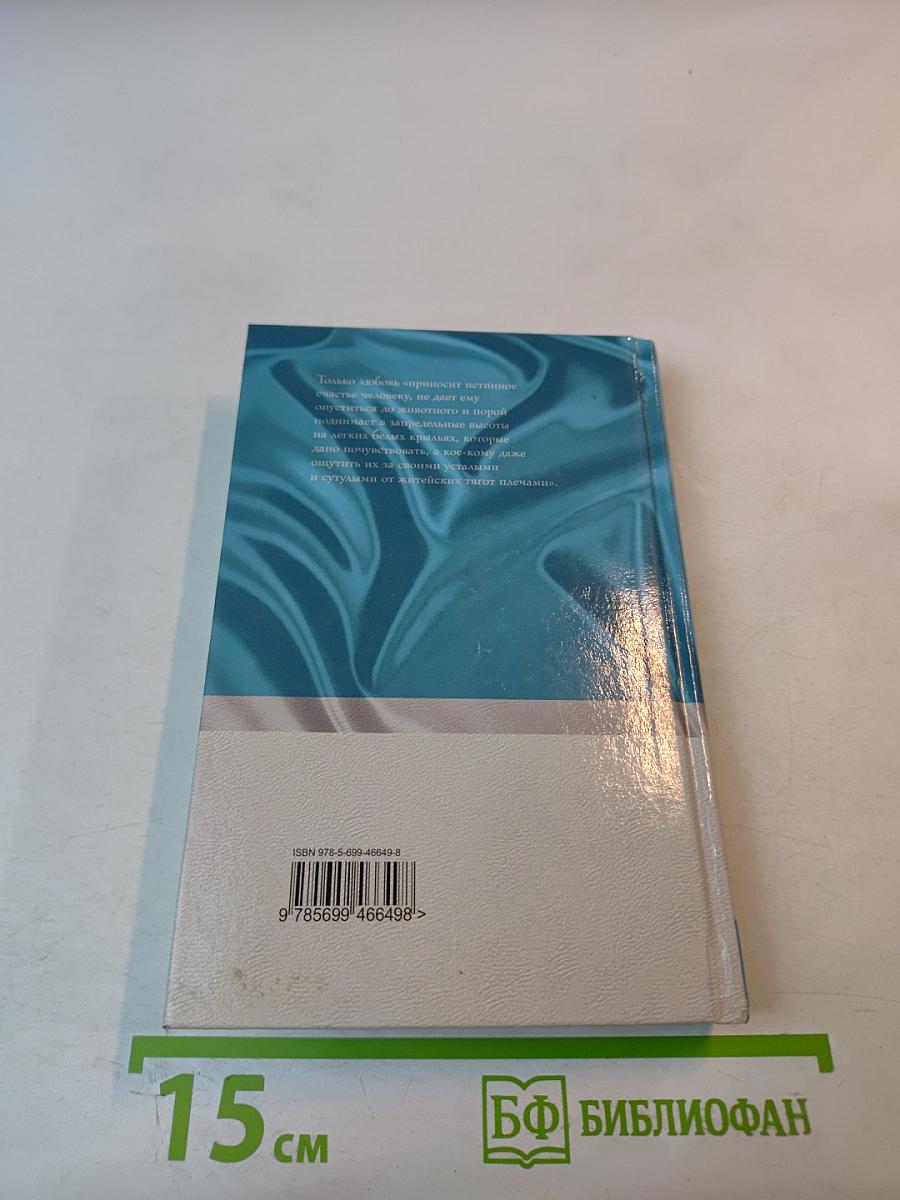 Только любовь «приносит истинное
счастье человеку, не дает ему
опуститься до животного и порой
поднимает в запредельные высоты
на легких белых крыльях, которые
дано почувствовать, а кое-кому даже
ощутить их за своими усталыми
и сутулыми от житейских тягот плечами».
ISBN 978-5-699-46649-8
9 785699 466498 >
15 см
БФ БИБЛИОФАН